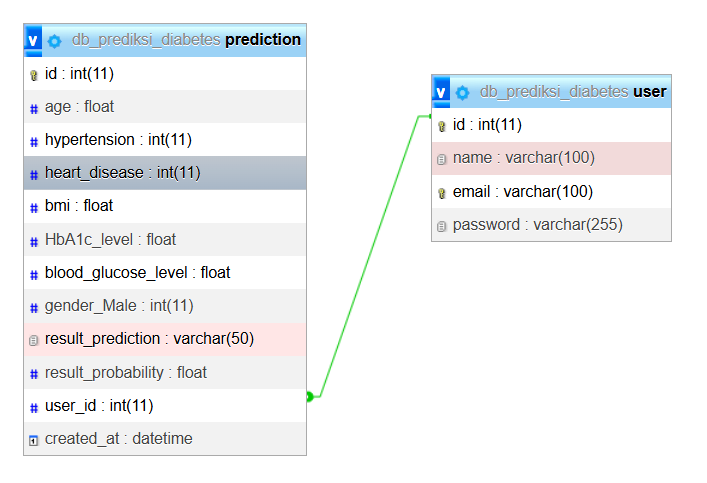 v db_prediksi_diabetes prediction
id : int(11)
# age : float
# hypertension : int(11)
# heart_disease : int(11)
# bmi : float
# HbA1c_level : float
# blood_glucose_level : float
# gender_Male : int(11)
result_prediction : varchar(50)
# result_probability : float
# user_id : int(11)
created_at : datetime
v db_prediksi_diabetes user
id : int(11)
name : varchar(100)
email : varchar(100)
password : varchar(255)